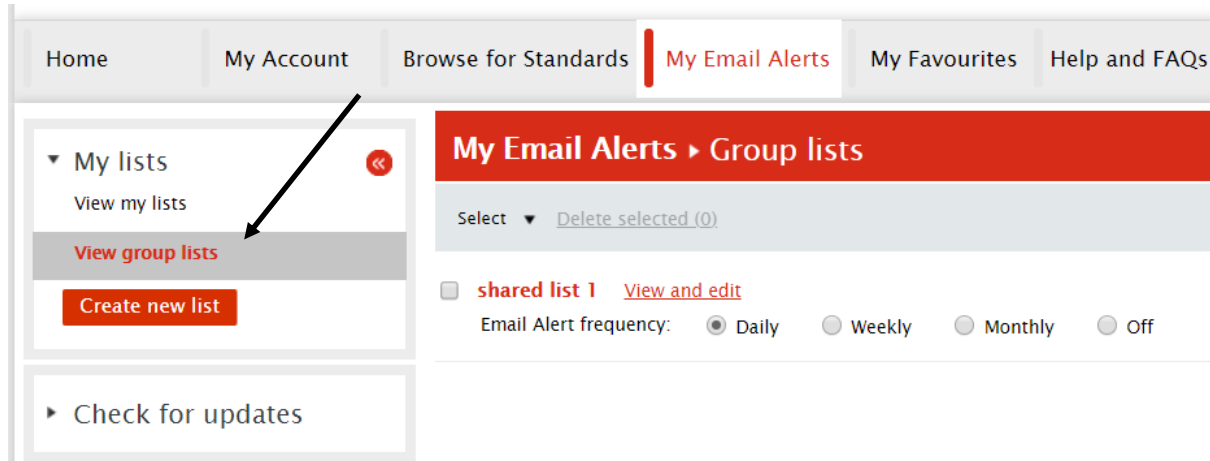 Home My Account Browse for Standards My Email Alerts My Favourites Help and FAQs
My lists
View my lists
View group lists
Create new list
Check for updates
My Email Alerts ▸ Group lists
Select ▼ Delete selected (0)
shared list 1 View and edit
Email Alert frequency: Daily Weekly Monthly Off